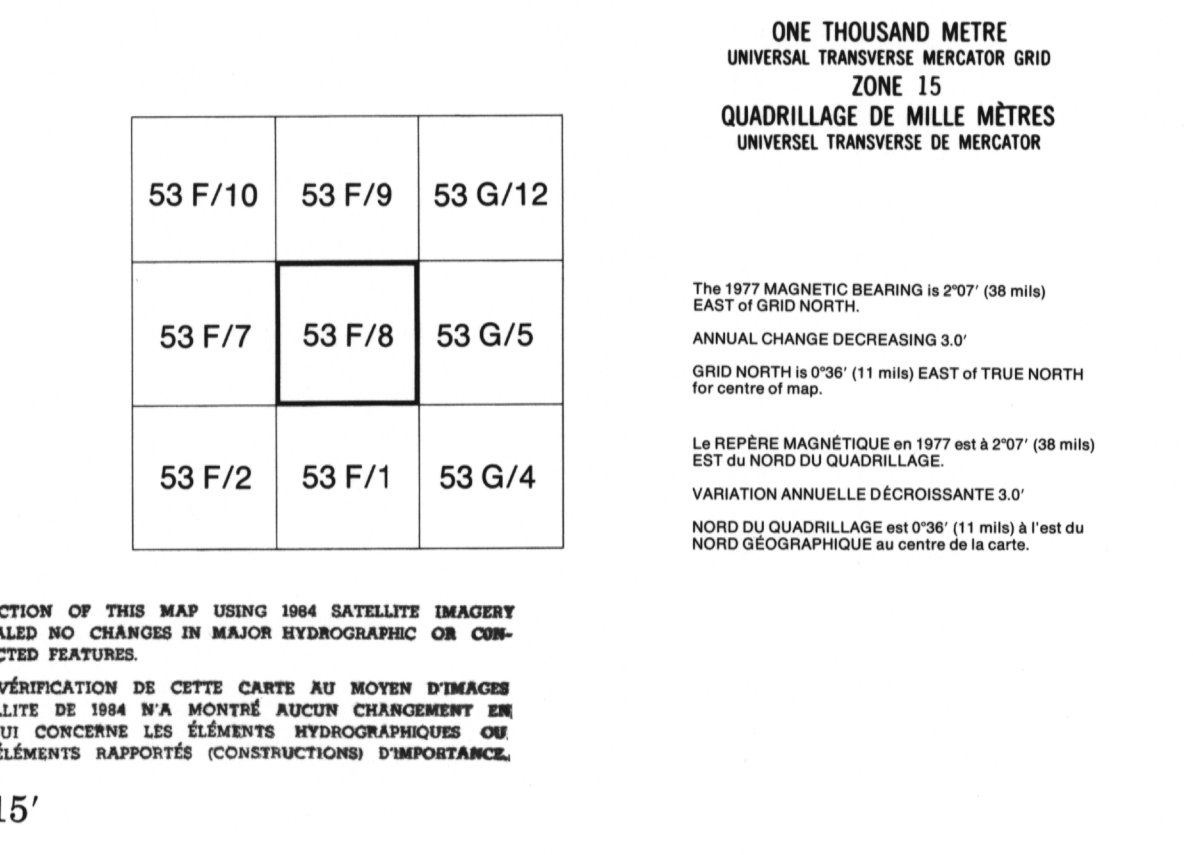 ONE THOUSAND METRE
UNIVERSAL TRANSVERSE MERCATOR GRID
ZONE 15
QUADRILLAGE DE MILLE MÈTRES
UNIVERSEL TRANSVERSE DE MERCATOR
53 F/10 53 F/9 53 G/12
53 F/7 53 F/8 53 G/5
53 F/2 53 F/1 53 G/4
The 1977 MAGNETIC BEARING is 2°07′ (38 mils)
EAST of GRID NORTH.
ANNUAL CHANGE DECREASING 3.0′
GRID NORTH is 0°36′ (11 mils) EAST of TRUE NORTH
for centre of map.
Le REPÈRE MAGNÉTIQUE en 1977 est à 2°07′ (38 mils)
EST du NORD DU QUADRILLAGE.
VARIATION ANNUELLE DÉCROISSANTE 3.0′
NORD DU QUADRILLAGE est 0°36′ (11 mils) à l'est du
NORD GÉOGRAPHIQUE au centre de la carte.
CTION OF THIS MAP USING 1984 SATELLITE IMAGERY
ALED NO CHANGES IN MAJOR HYDROGRAPHIC OR CON-
CTED FEATURES.
VÉRIFICATION DE CETTE CARTE AU MOYEN D'IMAGES
LLITE DE 1984 N'A MONTRÉ AUCUN CHANGEMENT EN
UI CONCERNE LES ÉLÉMENTS HYDROGRAPHIQUES OU
ÉLÉMENTS RAPPORTÉS (CONSTRUCTIONS) D'IMPORTANCE.
15′